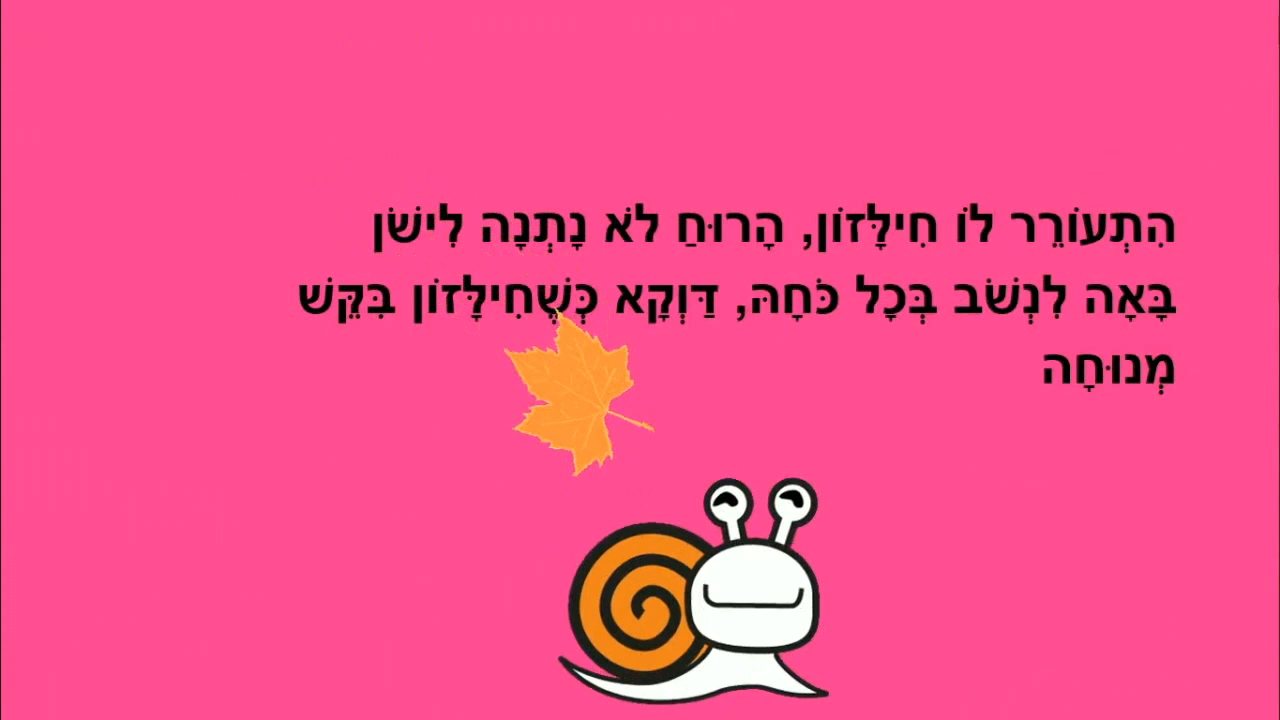 הִתְעוֹרֵר לוֹ חִילָּזוֹן, הָרוּחַ לֹא נָתְנָה לִישֹׁן
בָּאָה לִנְשֹׁב בְּכָל כֹּחָהּ, דַּוְקָא כְּשֶׁחִילָּזוֹן בִּקֵּשׁ
מְנוּחָה